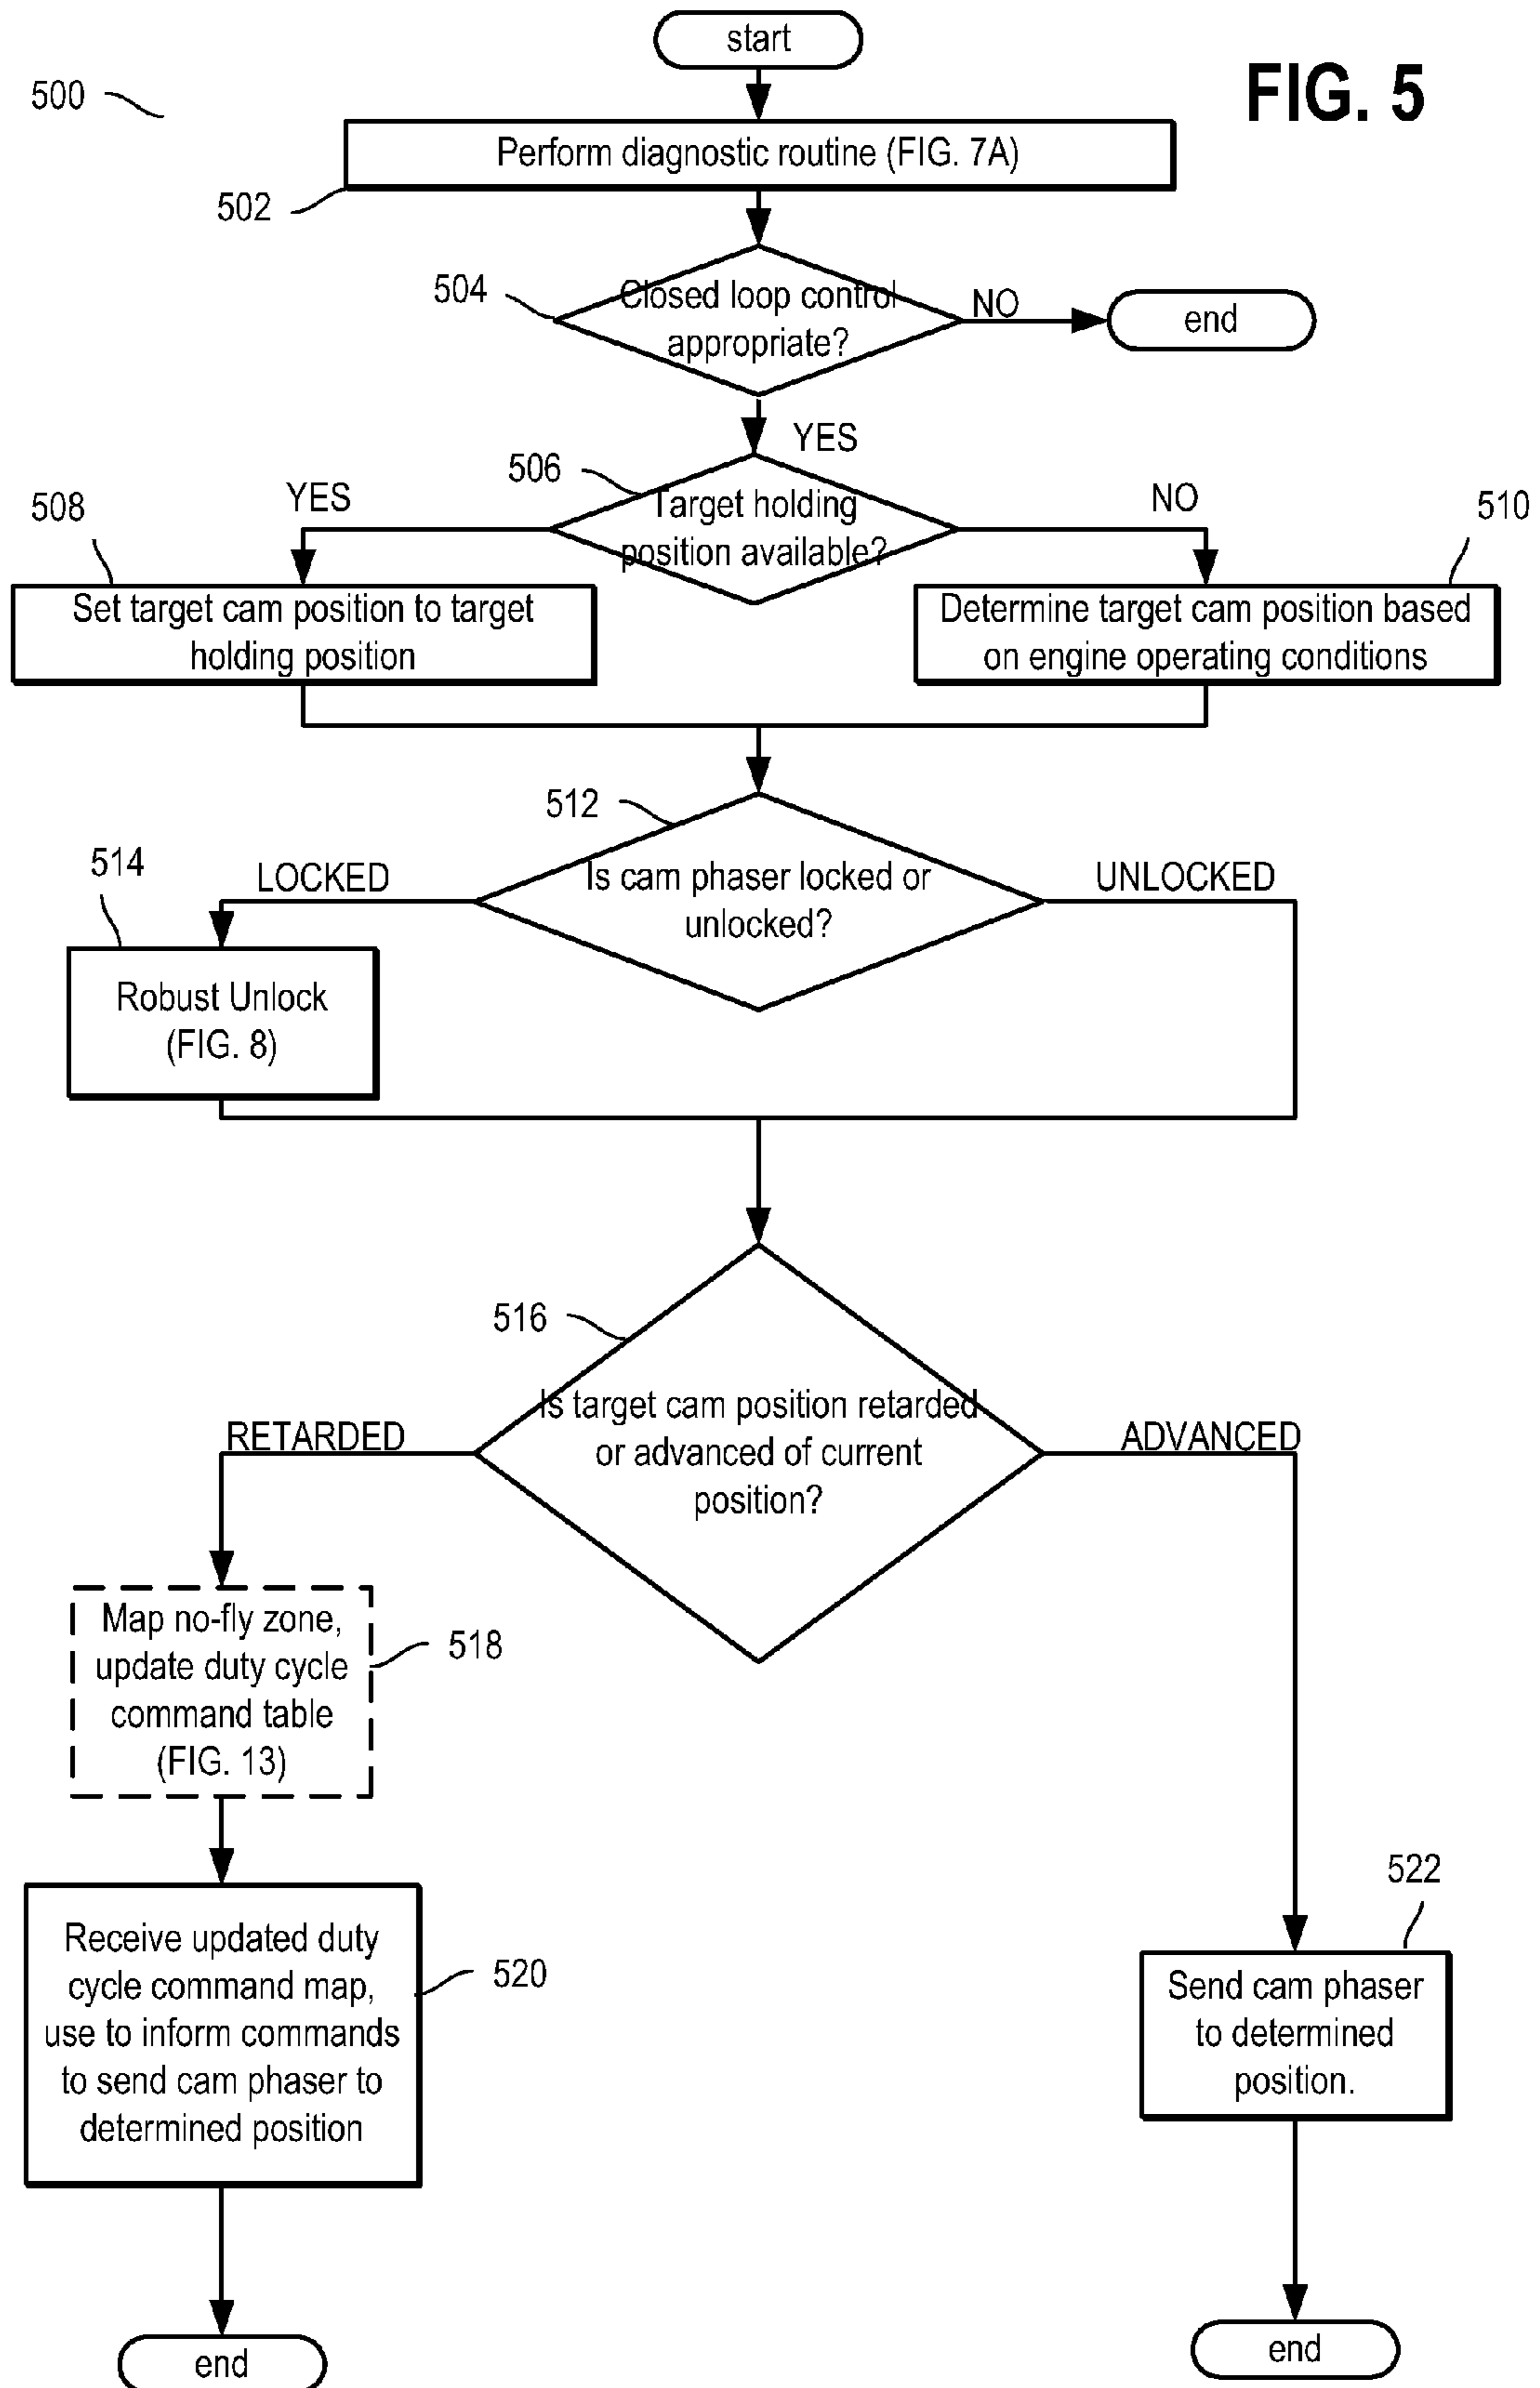 start
FIG. 5
500
Perform diagnostic routine (FIG. 7A)
502
504
Closed loop control
appropriate?
NO
end
YES
506
Target holding
position available?
508
YES
NO
510
Set target cam position to target
holding position
Determine target cam position based
on engine operating conditions
512
Is cam phaser locked or
unlocked?
514
LOCKED
UNLOCKED
Robust Unlock
(FIG. 8)
516
Is target cam position retarded
or advanced of current
position?
RETARDED
ADVANCED
Map no-fly zone,
update duty cycle
command table
(FIG. 13)
518
Receive updated duty
cycle command map,
use to inform commands
to send cam phaser to
determined position
520
522
Send cam phaser
to determined
position.
end
end